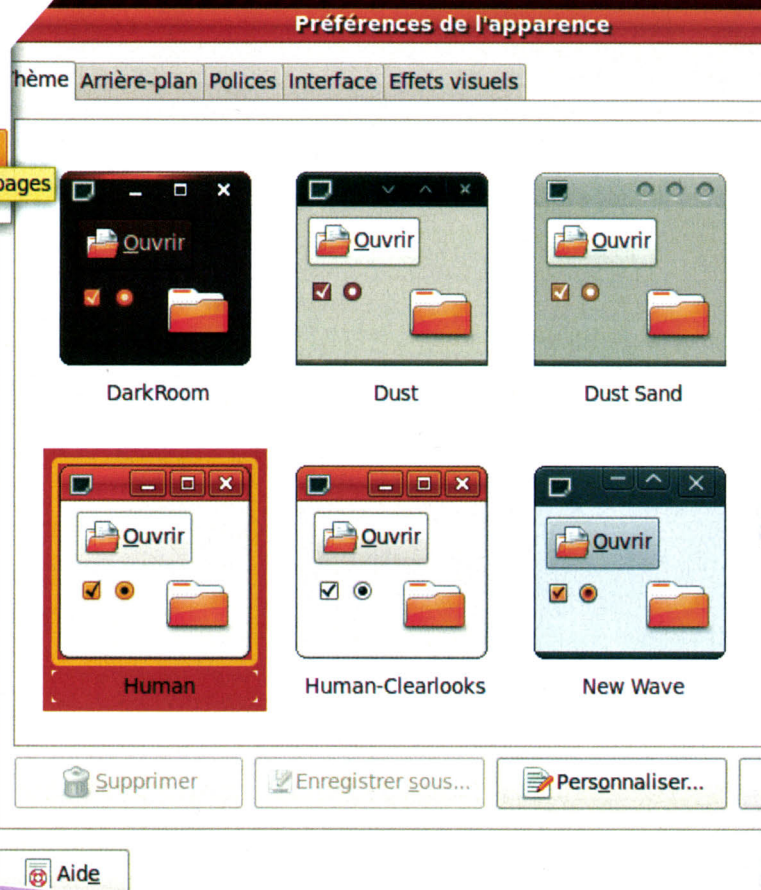 Préférences de l'apparence
hème Arrière-plan Polices Interface Effets visuels
pages
Ouvrir Ouvrir Ouvrir
DarkRoom Dust Dust Sand
Ouvrir Ouvrir Ouvrir
Human Human-Clearlooks New Wave
Supprimer Enregistrer sous... Personnaliser...
Aide